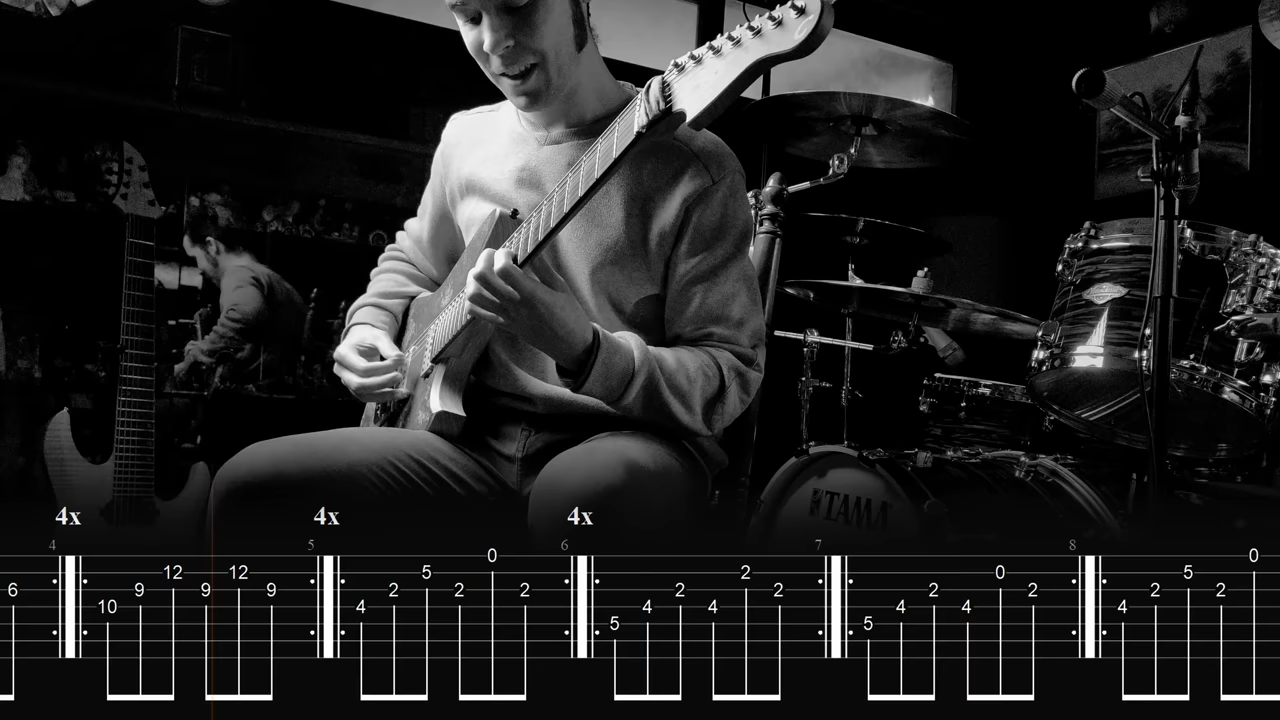 TAMA
4x 4x 4x
4 5 6 7 8
0 0
12 12 5 2 0 5
6 9 9 9 2 2 2 2 2 2 2 2 2
10 4 4 4 4 4 4
5 5